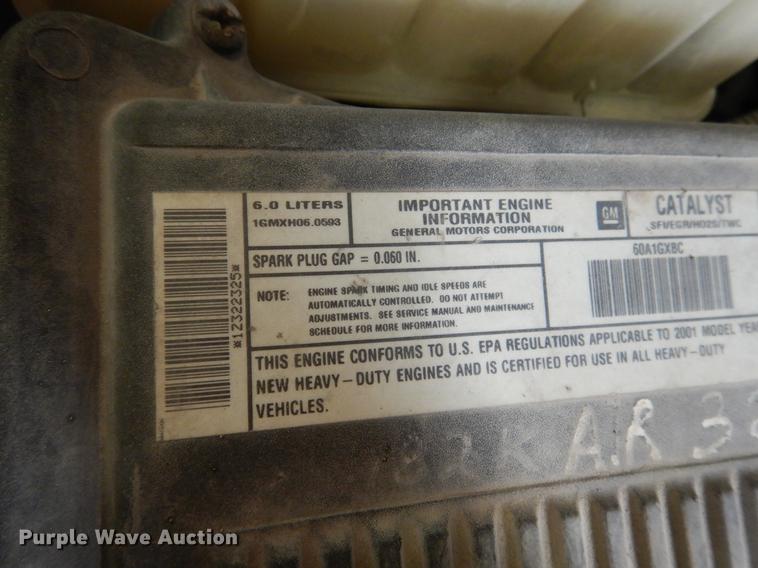 6.0 LITERS
1GMXH06.0593
IMPORTANT ENGINE
INFORMATION
GENERAL MOTORS CORPORATION
GM
CATALYST
SFI/EGR/HO2S/TWC
SPARK PLUG GAP = 0.060 IN.
60A1GXBC
NOTE: ENGINE SPARK TIMING AND IDLE SPEEDS ARE
AUTOMATICALLY CONTROLLED. DO NOT ATTEMPT
ADJUSTMENTS. SEE SERVICE MANUAL AND MAINTENANCE
SCHEDULE FOR MORE INFORMATION.
*12322325*
THIS ENGINE CONFORMS TO U.S. EPA REGULATIONS APPLICABLE TO 2001 MODEL YEA
NEW HEAVY-DUTY ENGINES AND IS CERTIFIED FOR USE IN ALL HEAVY-DUTY
VEHICLES.
82K A.R 32
Purple Wave Auction®